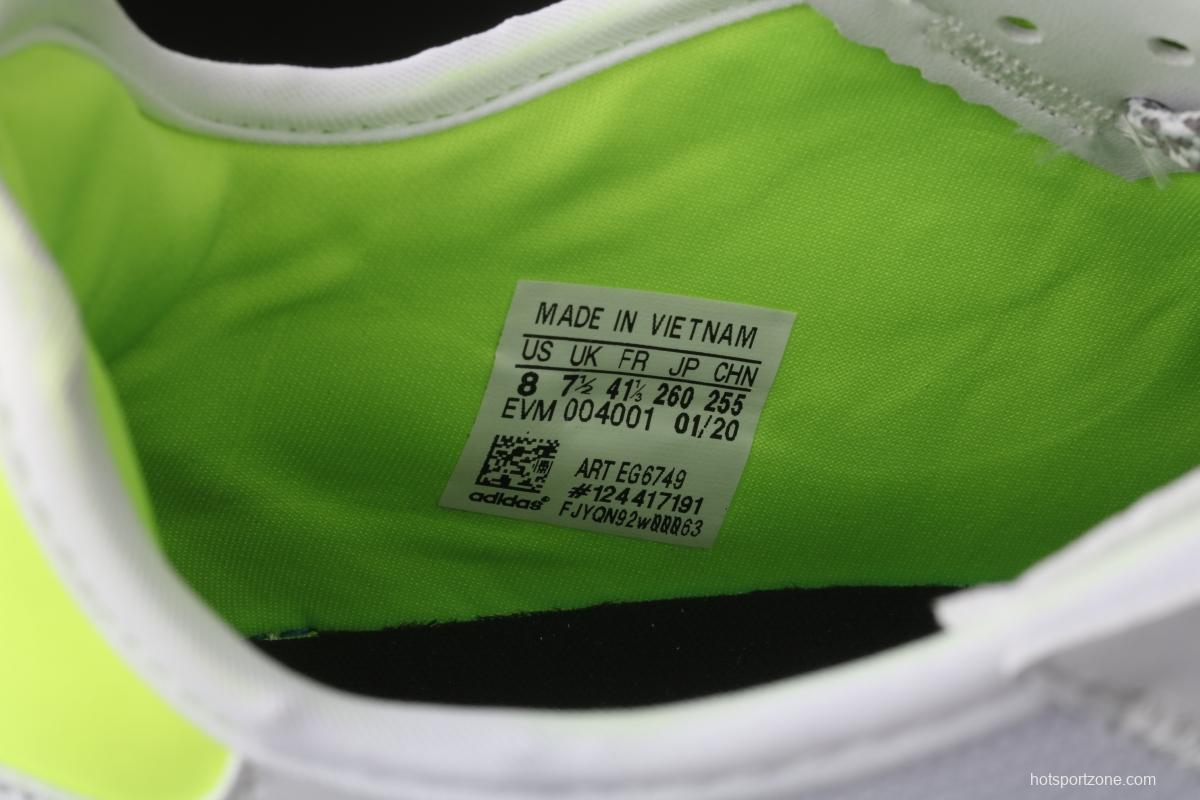 MADE IN VIETNAM
US UK FR JP CHN
8 7½ 41⅓ 260 255
EVM 004001 01/20
ART EG6749
#124417191
adidas®
hotsportzone.com